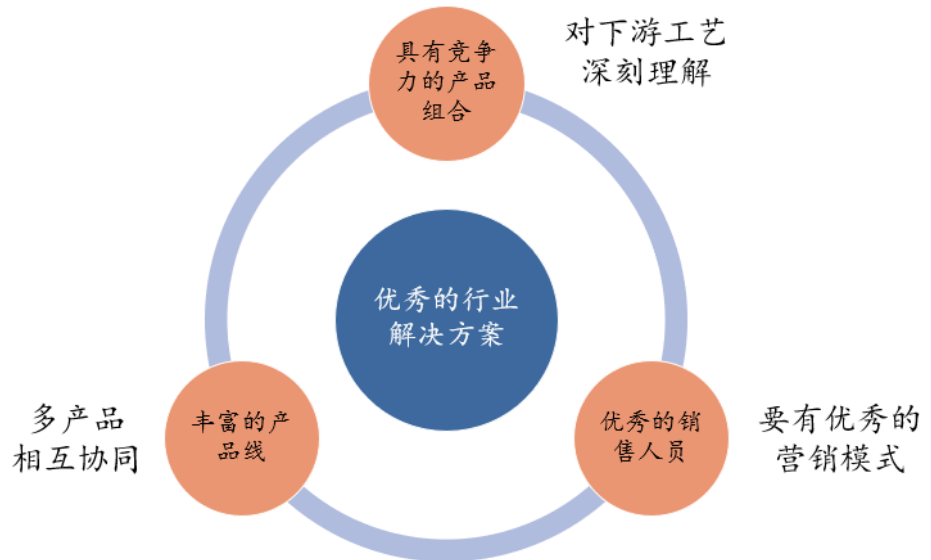 具有竞争
力的产品
组合
对下游工艺
深刻理解
优秀的行业
解决方案
多产品
相互协同
丰富的产
品线
优秀的销
售人员
要有优秀的
营销模式